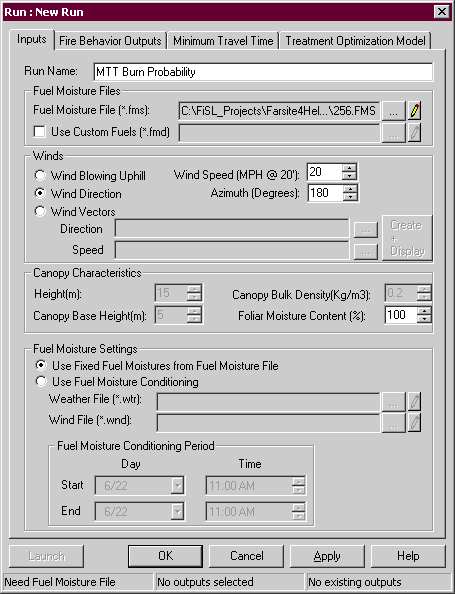 Run : New Run
Inputs Fire Behavior Outputs Minimum Travel Time Treatment Optimization Model
Run Name: MTT Burn Probability
Fuel Moisture Files
Fuel Moisture File (*.fms): C:\FiSL_Projects\Farsite4Hel...\256.FMS ...
Use Custom Fuels (*.fmd) ...
Winds
Wind Blowing Uphill Wind Speed (MPH @ 20'): 20
Wind Direction Azimuth (Degrees): 180
Wind Vectors
Direction ... Create
+
Speed ... Display
Canopy Characteristics
Height(m): 15 Canopy Bulk Density(Kg/m3): 0.2
Canopy Base Height(m): 5 Foliar Moisture Content (%): 100
Fuel Moisture Settings
Use Fixed Fuel Moistures from Fuel Moisture File
Use Fuel Moisture Conditioning
Weather File (*.wtr): ...
Wind File (*.wnd): ...
Fuel Moisture Conditioning Period
Day Time
Start 6/22 11:00 AM
End 6/22 11:00 AM
Launch OK Cancel Apply Help
Need Fuel Moisture File No outputs selected No existing outputs